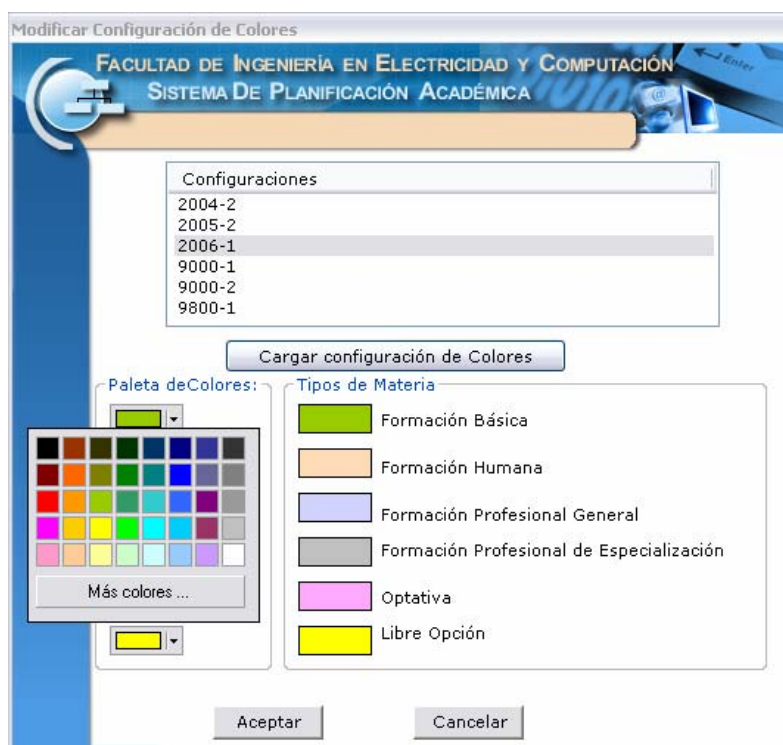 Modificar Configuración de Colores
FACULTAD DE INGENIERÍA EN ELECTRICIDAD Y COMPUTACIÓN
SISTEMA DE PLANIFICACIÓN ACADÉMICA
Enter
@
Configuraciones
2004-2
2005-2
2006-1
9000-1
9000-2
9800-1
Cargar configuración de Colores
Paleta deColores:
Tipos de Materia
Formación Básica
Formación Humana
Formación Profesional General
Formación Profesional de Especialización
Optativa
Libre Opción
Más colores ...
Aceptar
Cancelar